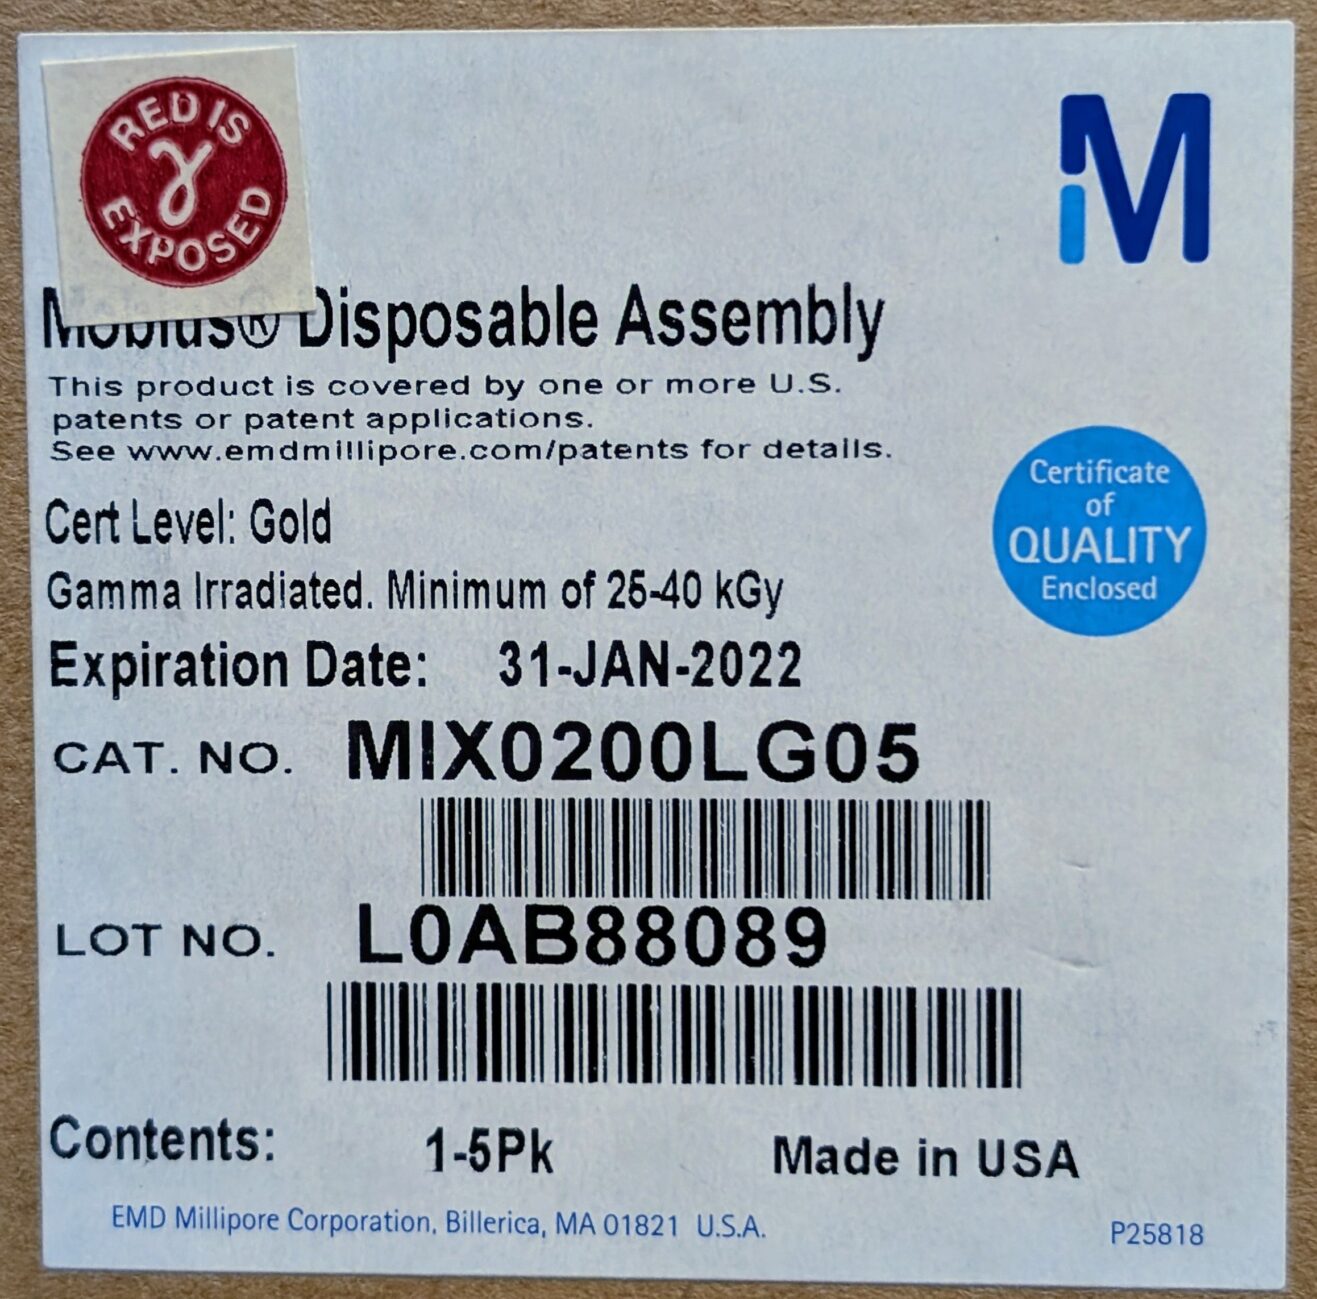 RED IS
γ
EXPOSED
M
Mobius® Disposable Assembly
This product is covered by one or more U.S.
patents or patent applications.
See www.emdmillipore.com/patents for details.
Certificate
of
QUALITY
Enclosed
Cert Level: Gold
Gamma Irradiated. Minimum of 25-40 kGy
Expiration Date: 31-JAN-2022
CAT. NO. MIX0200LG05
LOT NO. L0AB88089
Contents: 1-5Pk Made in USA
EMD Millipore Corporation, Billerica, MA 01821 U.S.A.
P25818